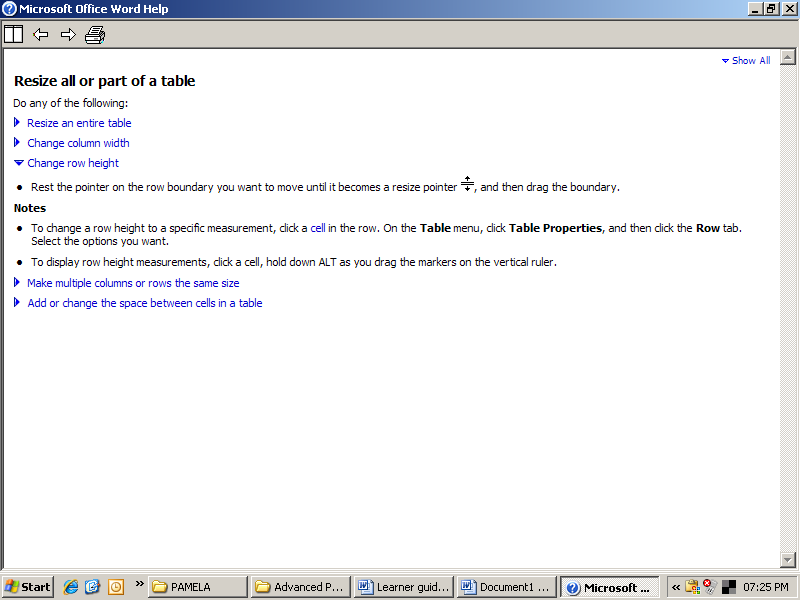 Microsoft Office Word Help
Show All
Resize all or part of a table
Do any of the following:
Resize an entire table
Change column width
Change row height
• Rest the pointer on the row boundary you want to move until it becomes a resize pointer , and then drag the boundary.
Notes
• To change a row height to a specific measurement, click a cell in the row. On the Table menu, click Table Properties, and then click the Row tab.
Select the options you want.
• To display row height measurements, click a cell, hold down ALT as you drag the markers on the vertical ruler.
Make multiple columns or rows the same size
Add or change the space between cells in a table
Start » PAMELA Advanced P... Learner guid... Document1 ... Microsoft ... « 07:25 PM